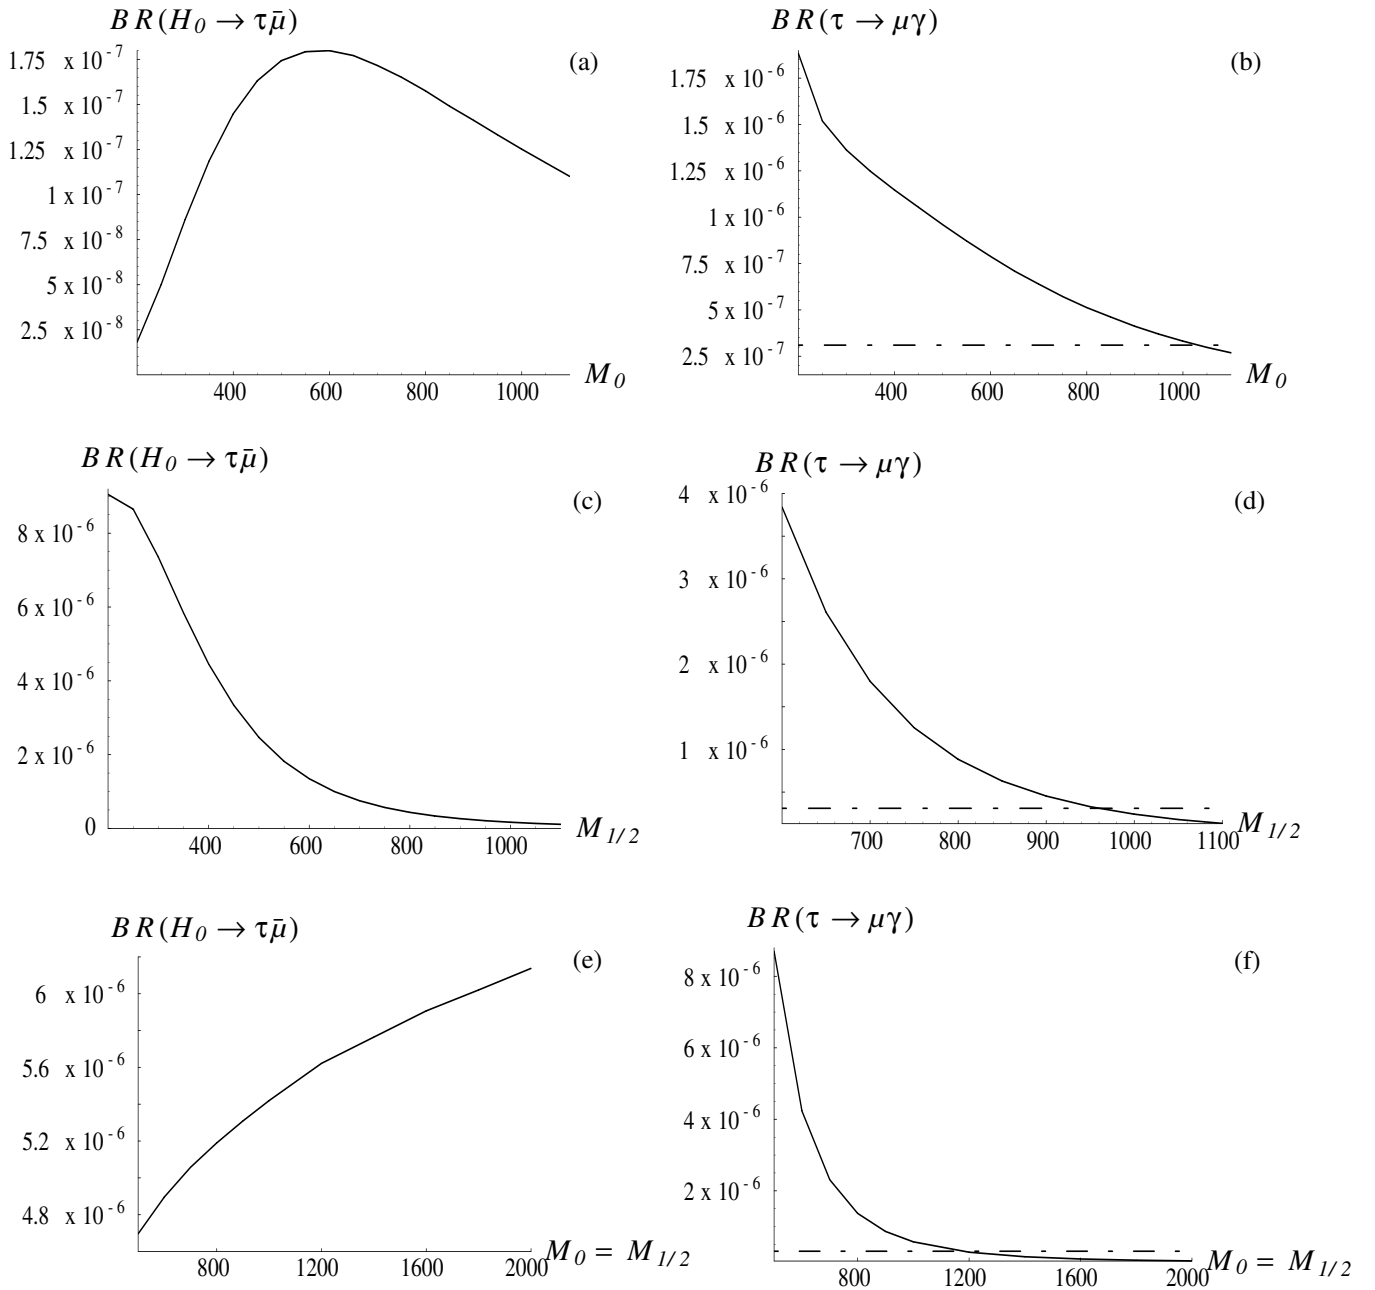 BR(H₀ → τμ̄)
(a)
1.75 x 10⁻⁷
1.5 x 10⁻⁷
1.25 x 10⁻⁷
1 x 10⁻⁷
7.5 x 10⁻⁸
5 x 10⁻⁸
2.5 x 10⁻⁸
400 600 800 1000
M₀
BR(τ → μγ)
(b)
1.75 x 10⁻⁶
1.5 x 10⁻⁶
1.25 x 10⁻⁶
1 x 10⁻⁶
7.5 x 10⁻⁷
5 x 10⁻⁷
2.5 x 10⁻⁷
400 600 800 1000
M₀
BR(H₀ → τμ̄)
(c)
8 x 10⁻⁶
6 x 10⁻⁶
4 x 10⁻⁶
2 x 10⁻⁶
0
400 600 800 1000
M₁/₂
BR(τ → μγ)
(d)
4 x 10⁻⁶
3 x 10⁻⁶
2 x 10⁻⁶
1 x 10⁻⁶
700 800 900 1000 1100
M₁/₂
BR(H₀ → τμ̄)
(e)
6 x 10⁻⁶
5.6 x 10⁻⁶
5.2 x 10⁻⁶
4.8 x 10⁻⁶
800 1200 1600 2000
M₀ = M₁/₂
BR(τ → μγ)
(f)
8 x 10⁻⁶
6 x 10⁻⁶
4 x 10⁻⁶
2 x 10⁻⁶
800 1200 1600 2000
M₀ = M₁/₂